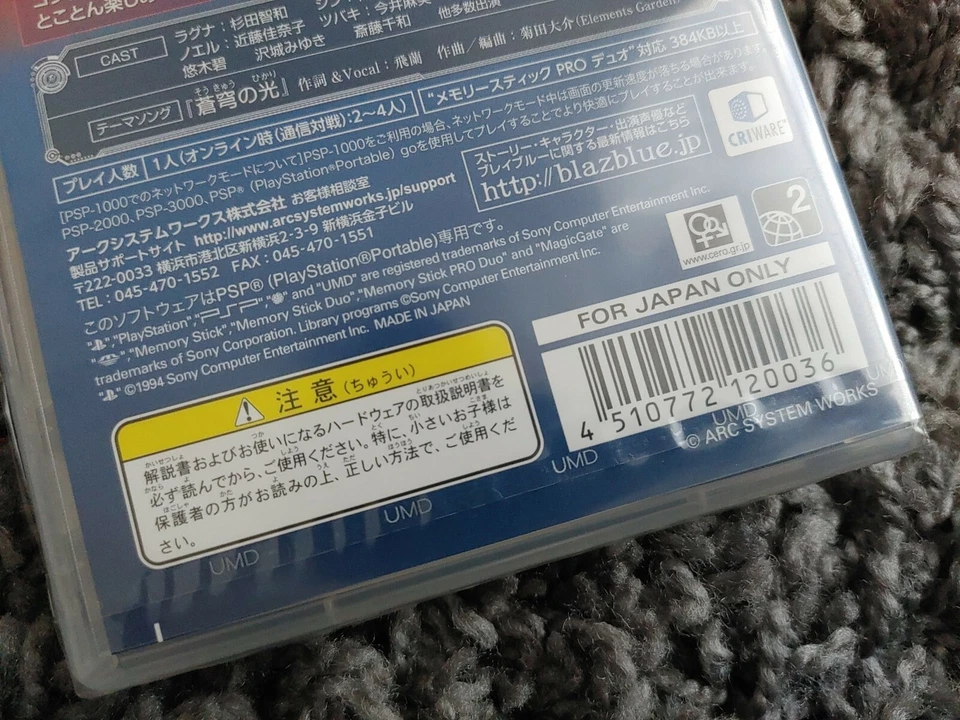 とことん楽しめ
CAST
ラグナ：杉田智和
ノエル：近藤佳奈子
ツバキ：今井麻美
悠木碧 沢城みゆき 斎藤千和 他多数出演
テーマソング
『蒼穹の光』 作詞&Vocal：飛蘭 作曲／編曲：菊田大介(Elements Garden)
そうきゅう ひかり
プレイ人数 1人(オンライン時(通信対戦)：2～4人)
"メモリースティック PRO デュオ"対応 384KB以上
[PSP-1000でのネットワークモードについて]PSP-1000をご利用の場合、ネットワークモード中は画面の更新速度が落ちる場合があります。
PSP-2000、PSP-3000、PSP® (PlayStation®Portable) goを使用してプレイすることでより快適にプレイすることが出来ます。
アークシステムワークス株式会社 お客様相談室
製品サポートサイト http://www.arcsystemworks.jp/support
〒222-0033 横浜市港北区新横浜2-3-9 新横浜金子ビル
TEL：045-470-1552 FAX：045-470-1551
ストーリー・キャラクター・出演声優など
ブレイブルーに関する最新情報はこちら
http://blazblue.jp
CRIWARE
このソフトウェアはPSP® (PlayStation®Portable)専用です。
"PlayStation", "PSP", and "UMD" are registered trademarks of Sony Computer Entertainment Inc.
"Memory Stick", "Memory Stick Duo", "Memory Stick PRO Duo" and "MagicGate" are
trademarks of Sony Corporation. Library programs ©Sony Computer Entertainment Inc.
©1994 Sony Computer Entertainment Inc. MADE IN JAPAN
www.cero.gr.jp
2
FOR JAPAN ONLY
4 510772 120036
© ARC SYSTEM WORKS
注意(ちゅうい)
解説書およびお使いになるハードウェアの取扱説明書を
必ず読んでから、ご使用ください。特に、小さいお子様は
保護者の方がお読みの上、正しい方法で、ご使用くだ
さい。
UMD
UMD
UMD
UMD